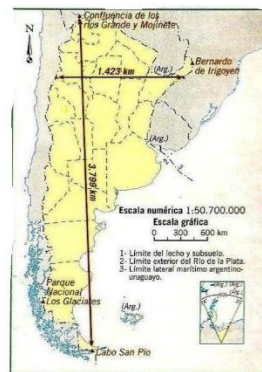 Confluencia de los
ríos Grande y Mojinete
N
Bernardo
de Irigoyen
(Arg.)
1.423 km
(Arg.)
3.799 km
Escala numérica 1:50.700.000
Escala gráfica
0 300 600 km
1- Límite del lecho y subsuelo.
2- Límite exterior del Río de la Plata.
3- Límite lateral marítimo argentino-
uruguayo.
Parque
Nacional
Los Glaciares
(Arg.)
Cabo San Pío